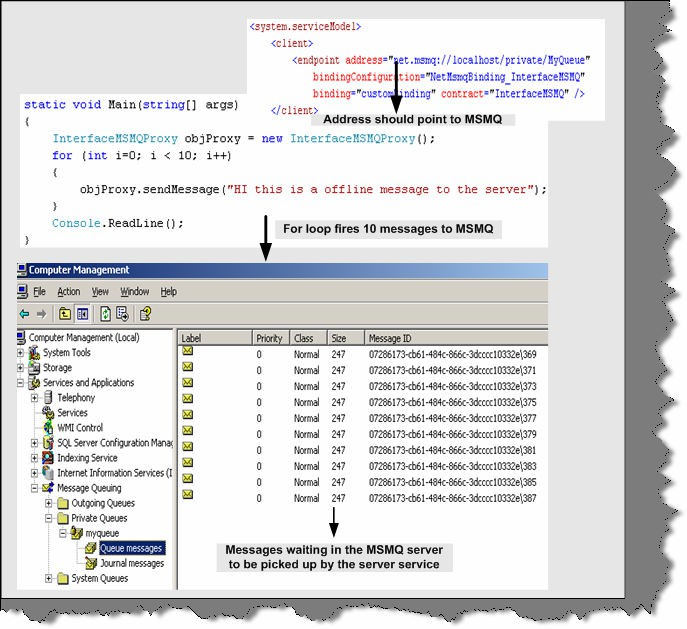 <system.serviceModel>
<client>
<endpoint address="net.msmq://localhost/private/MyQueue"
bindingConfiguration="NetMsmqBinding_InterfaceMSMQ"
binding="customBinding" contract="InterfaceMSMQ" />
</client>
Address should point to MSMQ
static void Main(string[] args)
{
InterfaceMSMQProxy objProxy = new InterfaceMSMQProxy();
for (int i=0; i < 10; i++)
{
objProxy.sendMessage("HI this is a offline message to the server");
}
Console.ReadLine();
}
For loop fires 10 messages to MSMQ
Computer Management
File Action View Window Help
Computer Management (Local)
System Tools
Storage
Services and Applications
Telephony
Services
WMI Control
SQL Server Configuration Mana
Indexing Service
Internet Information Services (I
Message Queuing
Outgoing Queues
Private Queues
myqueue
Queue messages
Journal messages
System Queues
Label Priority Class Size Message ID
0 Normal 247 07286173-cb61-484c-866c-3dcccc10332e\369
0 Normal 247 07286173-cb61-484c-866c-3dcccc10332e\371
0 Normal 247 07286173-cb61-484c-866c-3dcccc10332e\373
0 Normal 247 07286173-cb61-484c-866c-3dcccc10332e\375
0 Normal 247 07286173-cb61-484c-866c-3dcccc10332e\377
0 Normal 247 07286173-cb61-484c-866c-3dcccc10332e\379
0 Normal 247 07286173-cb61-484c-866c-3dcccc10332e\381
0 Normal 247 07286173-cb61-484c-866c-3dcccc10332e\383
0 Normal 247 07286173-cb61-484c-866c-3dcccc10332e\385
0 Normal 247 07286173-cb61-484c-866c-3dcccc10332e\387
Messages waiting in the MSMQ server
to be picked up by the server service